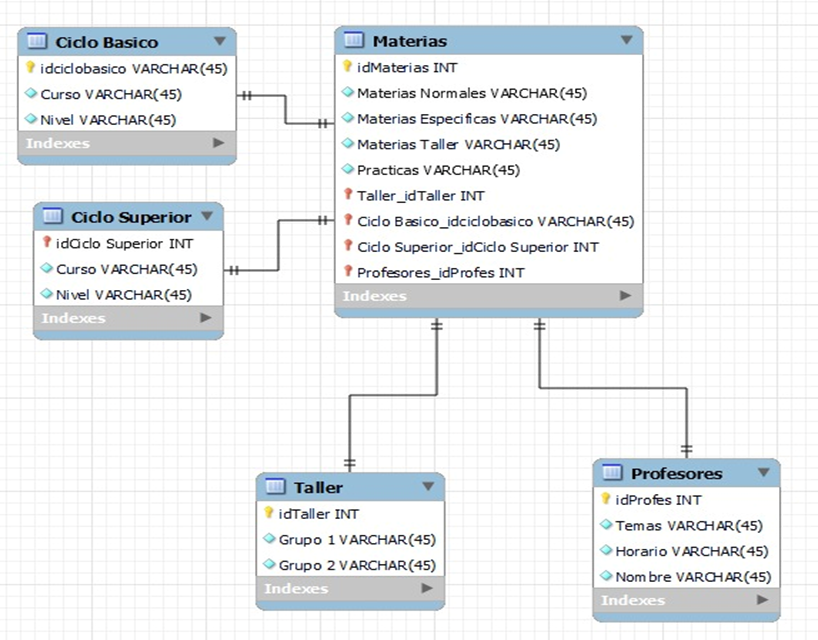 Ciclo Basico
idciclobasico VARCHAR(45)
Curso VARCHAR(45)
Nivel VARCHAR(45)
Indexes
Materias
idMaterias INT
Materias Normales VARCHAR(45)
Materias Especificas VARCHAR(45)
Materias Taller VARCHAR(45)
Practicas VARCHAR(45)
Taller_idTaller INT
Ciclo Basico_idciclobasico VARCHAR(45)
Ciclo Superior_idCiclo Superior INT
Profesores_idProfes INT
Indexes
Ciclo Superior
idCiclo Superior INT
Curso VARCHAR(45)
Nivel VARCHAR(45)
Indexes
Taller
idTaller INT
Grupo 1 VARCHAR(45)
Grupo 2 VARCHAR(45)
Indexes
Profesores
idProfes INT
Temas VARCHAR(45)
Horario VARCHAR(45)
Nombre VARCHAR(45)
Indexes